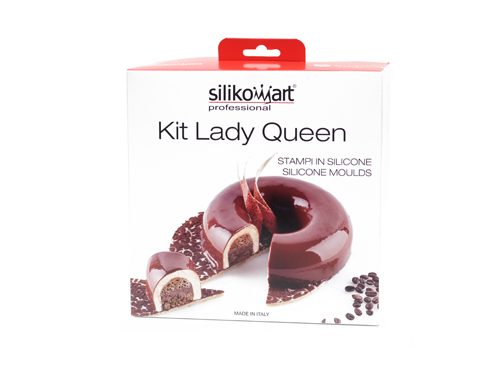 silikomart®
professional
Kit Lady Queen
STAMPI IN SILICONE
SILICONE MOULDS
MADE IN ITALY